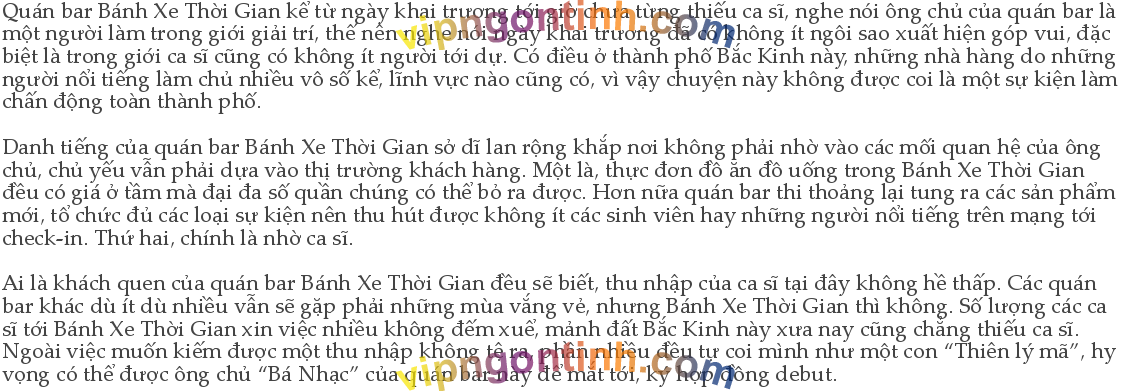 Quán bar Bánh Xe Thời Gian kể từ ngày khai trương tới giờ chưa từng thiếu ca sĩ, nghe nói ông chủ của quán bar là
một người làm trong giới giải trí, thế nên nghe nói ngày khai trương đã có không ít ngôi sao xuất hiện góp vui, đặc
biệt là trong giới ca sĩ cũng có không ít người tới dự. Có điều ở thành phố Bắc Kinh này, những nhà hàng do những
người nổi tiếng làm chủ nhiều vô số kể, lĩnh vực nào cũng có, vì vậy chuyện này không được coi là một sự kiện làm
chấn động toàn thành phố.
Danh tiếng của quán bar Bánh Xe Thời Gian sở dĩ lan rộng khắp nơi không phải nhờ vào các mối quan hệ của ông
chủ, chủ yếu vẫn phải dựa vào thị trường khách hàng. Một là, thực đơn đồ ăn đồ uống trong Bánh Xe Thời Gian
đều có giá ở tầm mà đại đa số quần chúng có thể bỏ ra được. Hơn nữa quán bar thi thoảng lại tung ra các sản phẩm
mới, tổ chức đủ các loại sự kiện nên thu hút được không ít các sinh viên hay những người nổi tiếng trên mạng tới
check-in. Thứ hai, chính là nhờ ca sĩ.
Ai là khách quen của quán bar Bánh Xe Thời Gian đều sẽ biết, thu nhập của ca sĩ tại đây không hề thấp. Các quán
bar khác dù ít dù nhiều vẫn sẽ gặp phải những mùa vắng vẻ, nhưng Bánh Xe Thời Gian thì không. Số lượng các ca
sĩ tới Bánh Xe Thời Gian xin việc nhiều không đếm xuể, mảnh đất Bắc Kinh này xưa nay cũng chẳng thiếu ca sĩ.
Ngoài việc muốn kiếm được một thu nhập không tệ ra, phần nhiều đều tự coi mình như một con “Thiên lý mã”, hy
vọng có thể được ông chủ “Bá Nhạc” của quán bar này để mắt tới, ký hợp đồng debut.
vipngontinh.com
vipngontinh.com